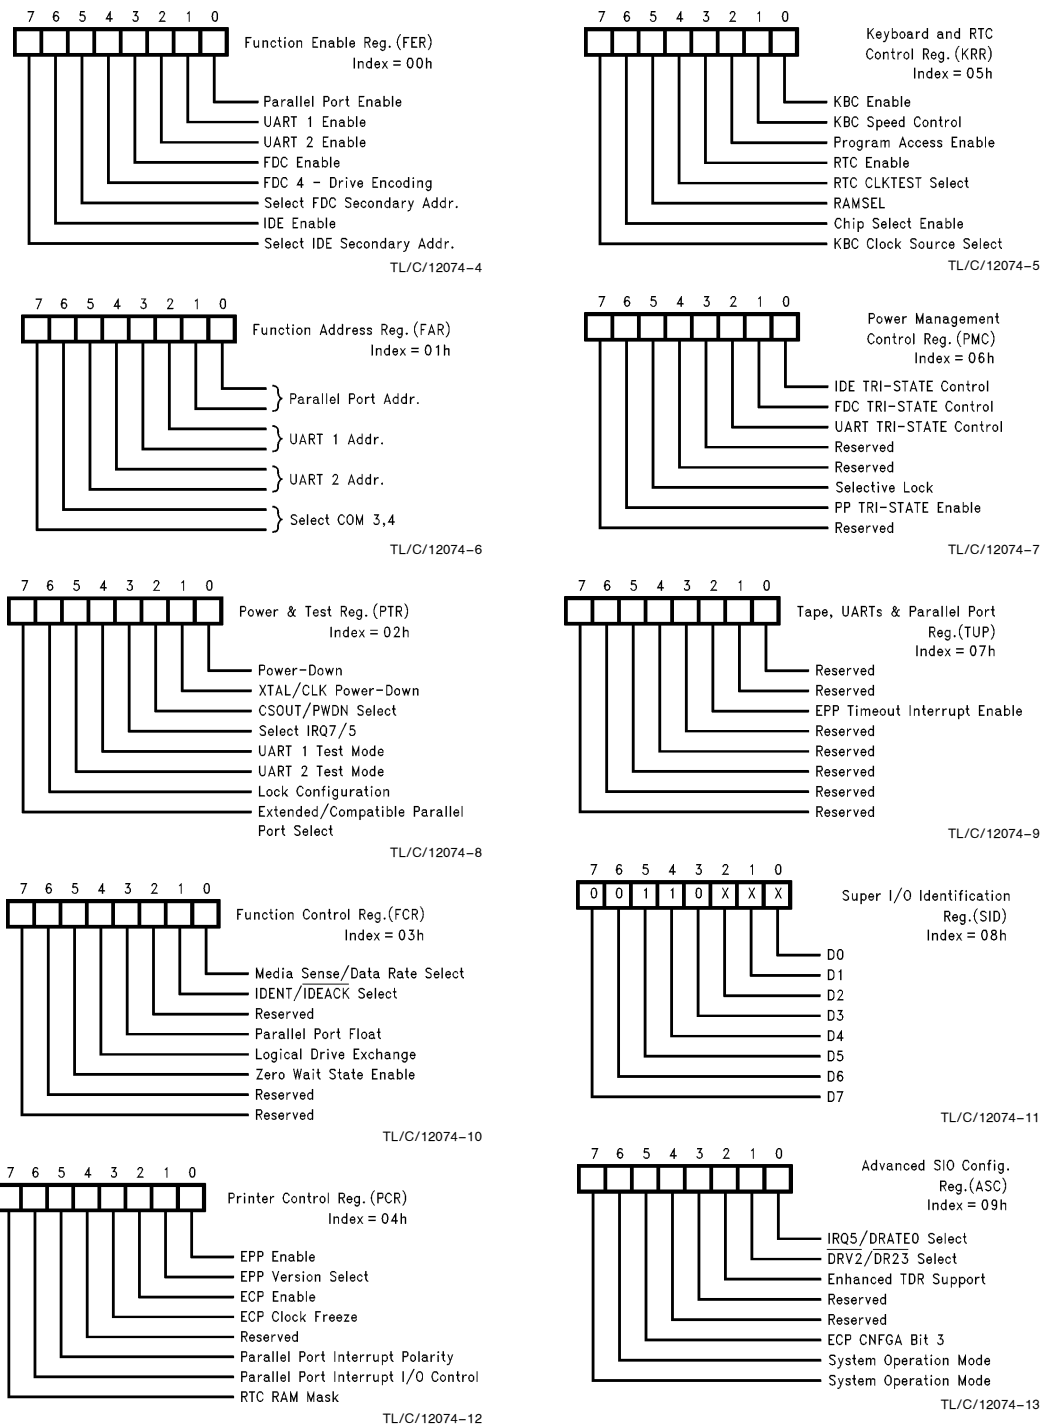 7 6 5 4 3 2 1 0
Function Enable Reg. (FER)
Index = 00h
Parallel Port Enable
UART 1 Enable
UART 2 Enable
FDC Enable
FDC 4 – Drive Encoding
Select FDC Secondary Addr.
IDE Enable
Select IDE Secondary Addr.
TL/C/12074–4
7 6 5 4 3 2 1 0
Keyboard and RTC
Control Reg. (KRR)
Index = 05h
KBC Enable
KBC Speed Control
Program Access Enable
RTC Enable
RTC CLKTEST Select
RAMSEL
Chip Select Enable
KBC Clock Source Select
TL/C/12074–5
7 6 5 4 3 2 1 0
Function Address Reg. (FAR)
Index = 01h
Parallel Port Addr.
UART 1 Addr.
UART 2 Addr.
Select COM 3,4
TL/C/12074–6
7 6 5 4 3 2 1 0
Power Management
Control Reg. (PMC)
Index = 06h
IDE TRI–STATE Control
FDC TRI–STATE Control
UART TRI–STATE Control
Reserved
Reserved
Selective Lock
PP TRI–STATE Enable
Reserved
TL/C/12074–7
7 6 5 4 3 2 1 0
Power & Test Reg. (PTR)
Index = 02h
Power–Down
XTAL/CLK Power–Down
CSOUT/PWDN Select
Select IRQ7/5
UART 1 Test Mode
UART 2 Test Mode
Lock Configuration
Extended/Compatible Parallel
Port Select
TL/C/12074–8
7 6 5 4 3 2 1 0
Tape, UARTs & Parallel Port
Reg.(TUP)
Index = 07h
Reserved
Reserved
EPP Timeout Interrupt Enable
Reserved
Reserved
Reserved
Reserved
Reserved
TL/C/12074–9
7 6 5 4 3 2 1 0
Function Control Reg.(FCR)
Index = 03h
Media Sense/Data Rate Select
IDENT/IDEACK Select
Reserved
Parallel Port Float
Logical Drive Exchange
Zero Wait State Enable
Reserved
Reserved
TL/C/12074–10
7 6 5 4 3 2 1 0
0 0 1 1 0 X X X
Super I/O Identification
Reg.(SID)
Index = 08h
D0
D1
D2
D3
D4
D5
D6
D7
TL/C/12074–11
7 6 5 4 3 2 1 0
Printer Control Reg. (PCR)
Index = 04h
EPP Enable
EPP Version Select
ECP Enable
ECP Clock Freeze
Reserved
Parallel Port Interrupt Polarity
Parallel Port Interrupt I/O Control
RTC RAM Mask
TL/C/12074–12
7 6 5 4 3 2 1 0
Advanced SIO Config.
Reg.(ASC)
Index = 09h
IRQ5/DRATE0 Select
DRV2/DR23 Select
Enhanced TDR Support
Reserved
Reserved
ECP CNFGA Bit 3
System Operation Mode
System Operation Mode
TL/C/12074–13